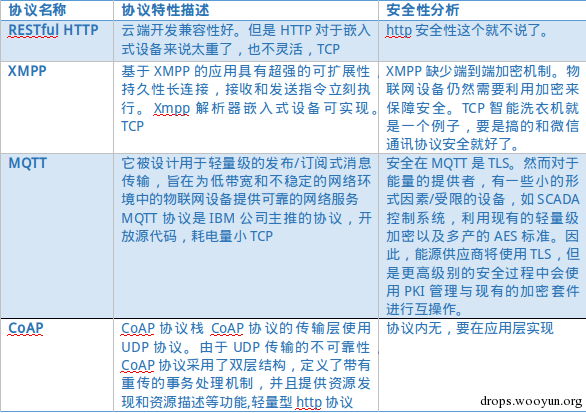 协议名称 协议特性描述 安全性分析
RESTful HTTP
云端开发兼容性好。但是 HTTP 对于嵌入
式设备来说太重了，也不灵活，TCP
http 安全性这个就不说了。
XMPP
基于 XMPP 的应用具有超强的可扩展性，
持久性长连接，接收和发送指令立刻执
行。 Xmpp 解析器嵌入式设备可实现。
TCP
XMPP 缺少端到端加密机制。物
联网设备仍然需要利用加密来
保障安全。TCP 智能洗衣机就
是一个例子，要是搞的和微信
通讯协议安全就好了。
MQTT
它被设计用于轻量级的发布/订阅式消息
传输，旨在为低带宽和不稳定的网络环
境中的物联网设备提供可靠的网络服务
MQTT 协议是 IBM 公司主推的协议，开
放源代码，耗电量小 TCP
安全在 MQTT 是 TLS。然而对于
能量的提供者，有一些小的形
式因素/受限的设备，如 SCADA
控制系统，利用现有的轻量级
加密以及多产的 AES 标准。因
此，能源供应商将使用 TLS，但
是更高级别的安全过程中会使
用 PKI 管理与现有的加密套件
进行互操作。
CoAP
CoAP 协议栈 CoAP 协议的传输层使用
UDP 协议。由于 UDP 传输的不可靠性，
CoAP 协议采用了双层结构，定义了带有
重传的事务处理机制，并且提供资源发
现和资源描述等功能,轻量型 http 协议
协议内无，要在应用层实现
drops.wooyun.org